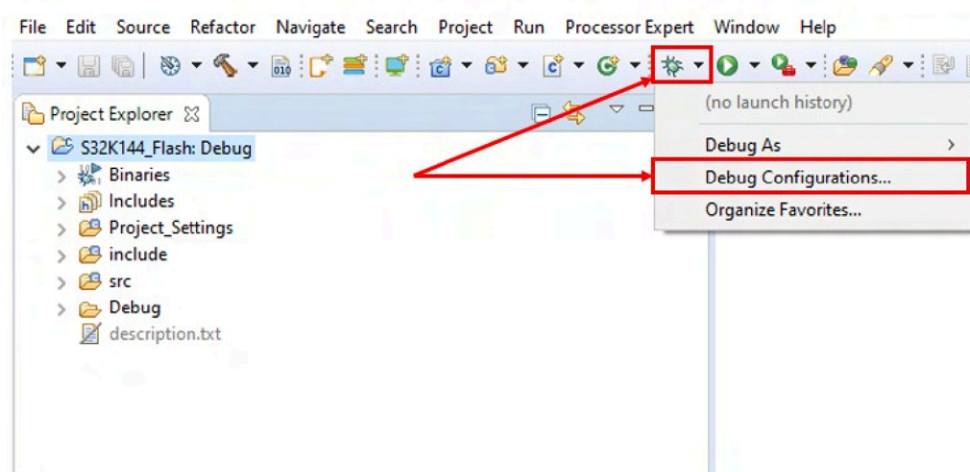 File Edit Source Refactor Navigate Search Project Run Processor Expert Window Help
010
Project Explorer
(no launch history)
S32K144_Flash: Debug
Debug As
Binaries
Debug Configurations...
Includes
Organize Favorites...
Project_Settings
include
src
Debug
description.txt